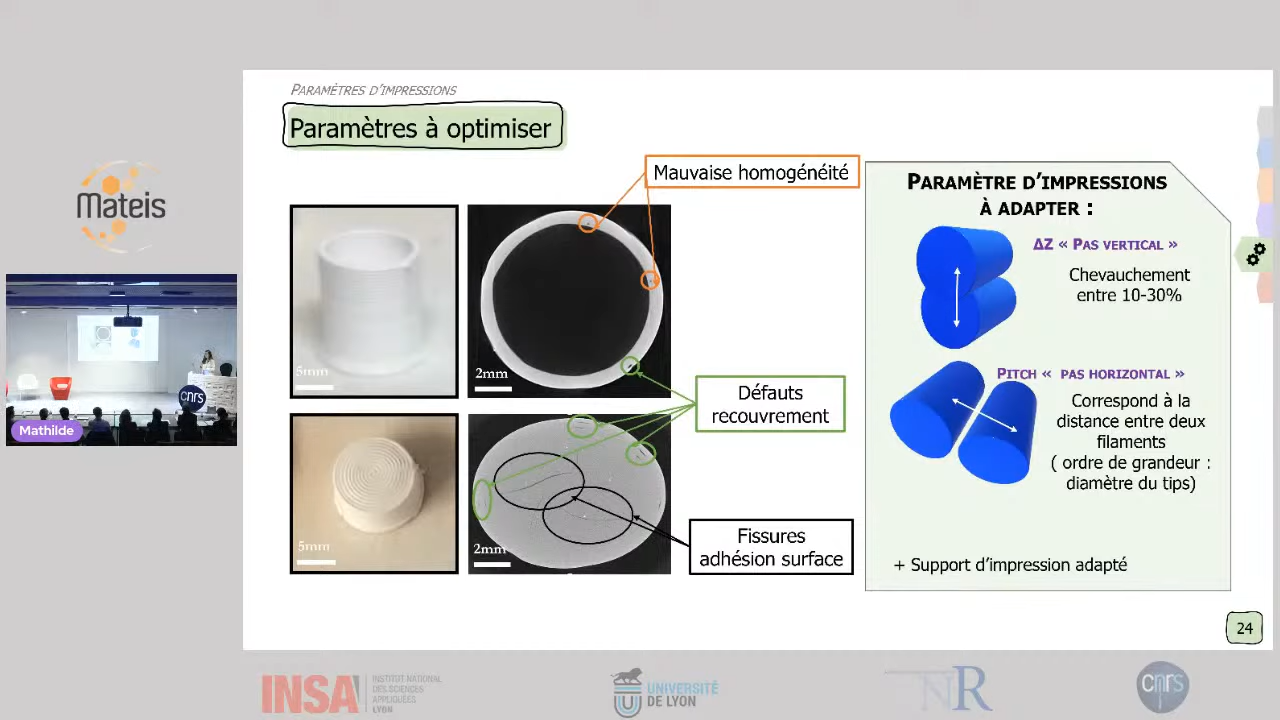 PARAMÈTRES D'IMPRESSIONS
Paramètres à optimiser
Mauvaise homogénéité
5mm
2mm
Défauts
recouvrement
5mm
2mm
Fissures
adhésion surface
PARAMÈTRE D'IMPRESSIONS
À ADAPTER :
ΔZ « PAS VERTICAL »
Chevauchement
entre 10-30%
PITCH « PAS HORIZONTAL »
Correspond à la
distance entre deux
filaments
( ordre de grandeur :
diamètre du tips)
+ Support d'impression adapté
24
Mateis
cnrs
Mathilde
INSA
INSTITUT NATIONAL
DES SCIENCES
APPLIQUÉES
LYON
UNIVERSITÉ
DE LYON
NR
cnrs